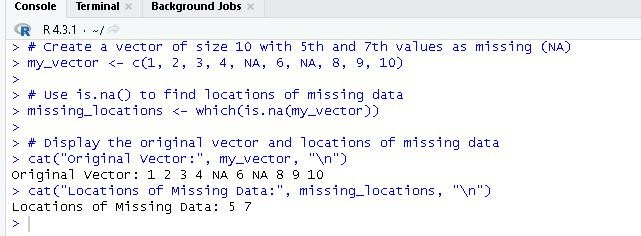 Console Terminal × Background Jobs ×
R 4.3.1 · ~/
> # Create a vector of size 10 with 5th and 7th values as missing (NA)
> my_vector <- c(1, 2, 3, 4, NA, 6, NA, 8, 9, 10)
>
> # Use is.na() to find locations of missing data
> missing_locations <- which(is.na(my_vector))
>
> # Display the original vector and locations of missing data
> cat("Original Vector:", my_vector, "\n")
Original Vector: 1 2 3 4 NA 6 NA 8 9 10
> cat("Locations of Missing Data:", missing_locations, "\n")
Locations of Missing Data: 5 7
>